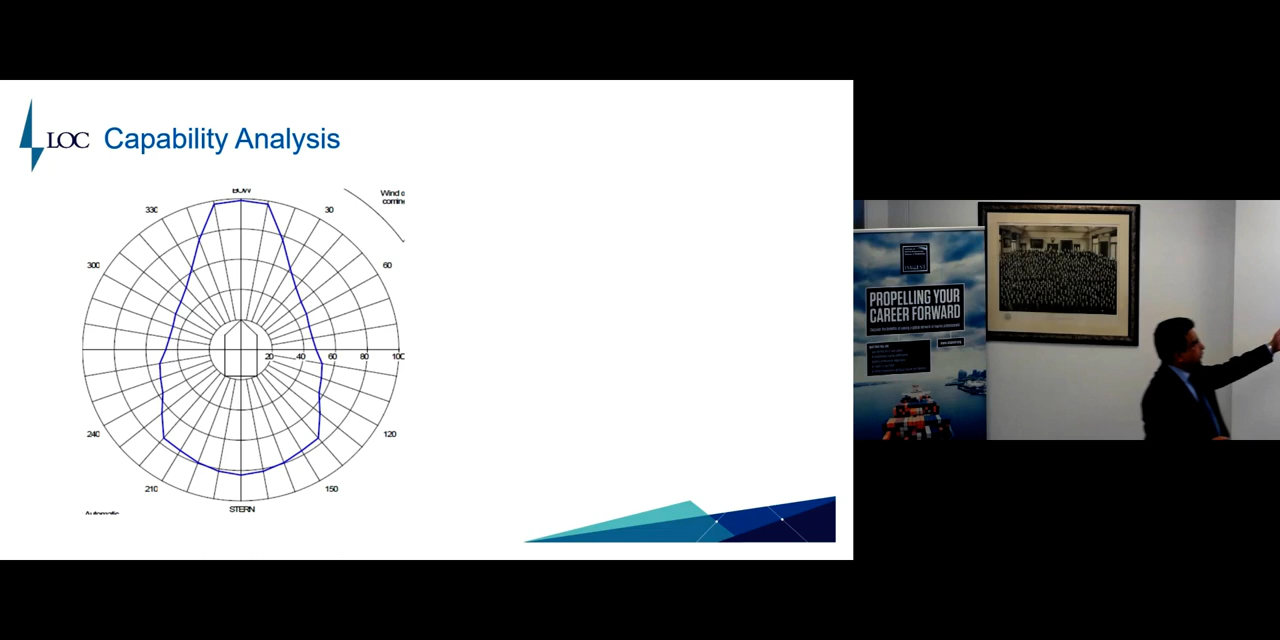 LOC
Capability Analysis
BOW
Wind c
coming
330
30
300
60
20
40
60
80
100
240
120
210
150
STERN
Automatic
PROPELLING YOUR
CAREER FORWARD